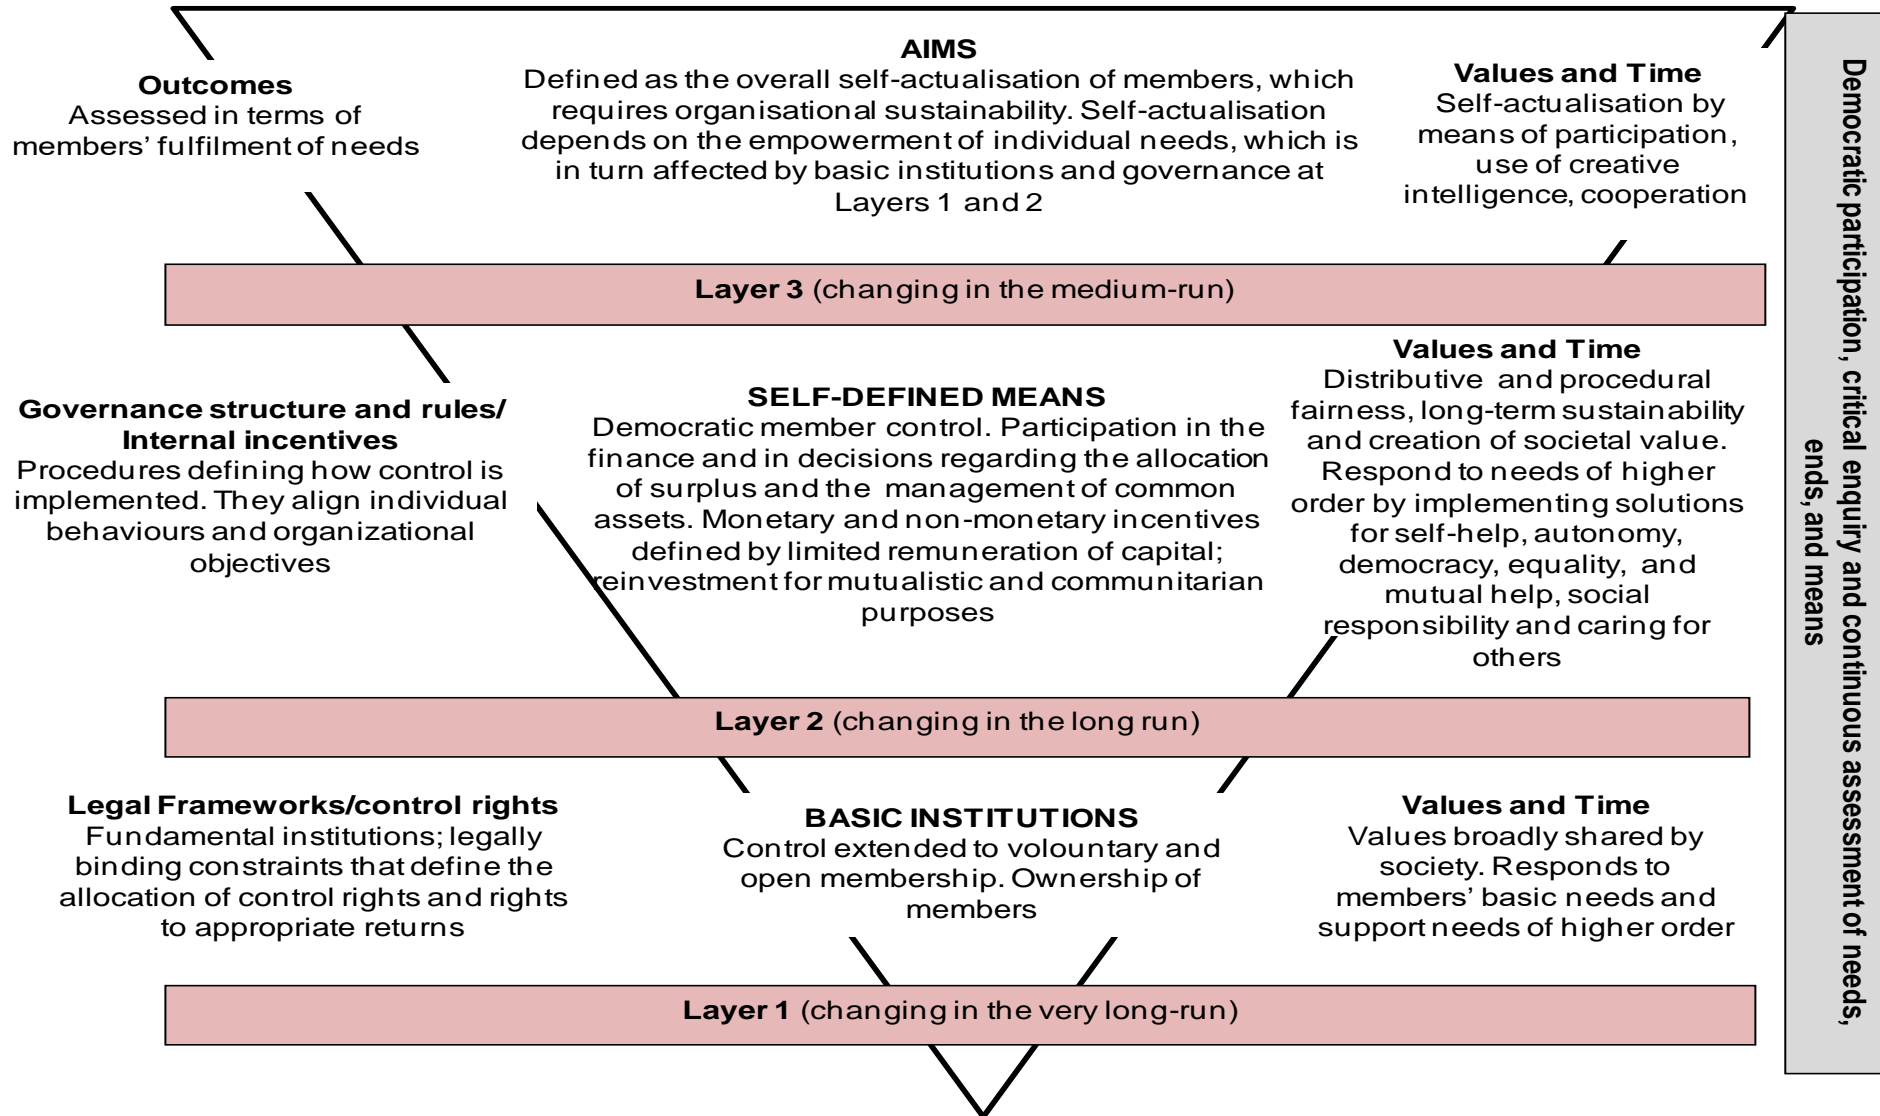 Outcomes
Assessed in terms of
members' fulfilment of needs
AIMS
Defined as the overall self-actualisation of members, which
requires organisational sustainability. Self-actualisation
depends on the empowerment of individual needs, which is
in turn affected by basic institutions and governance at
Layers 1 and 2
Values and Time
Self-actualisation by
means of participation,
use of creative
intelligence, cooperation
Layer 3 (changing in the medium-run)
Governance structure and rules/
Internal incentives
Procedures defining how control is
implemented. They align individual
behaviours and organizational
objectives
SELF-DEFINED MEANS
Democratic member control. Participation in the
finance and in decisions regarding the allocation
of surplus and the management of common
assets. Monetary and non-monetary incentives
defined by limited remuneration of capital;
reinvestment for mutualistic and communitarian
purposes
Values and Time
Distributive and procedural
fairness, long-term sustainability
and creation of societal value.
Respond to needs of higher
order by implementing solutions
for self-help, autonomy,
democracy, equality, and
mutual help, social
responsibility and caring for
others
Layer 2 (changing in the long run)
Legal Frameworks/control rights
Fundamental institutions; legally
binding constraints that define the
allocation of control rights and rights
to appropriate returns
BASIC INSTITUTIONS
Control extended to volountary and
open membership. Ownership of
members
Values and Time
Values broadly shared by
society. Responds to
members' basic needs and
support needs of higher order
Layer 1 (changing in the very long-run)
Democratic participation, critical enquiry and continuous assessment of needs,
ends, and means